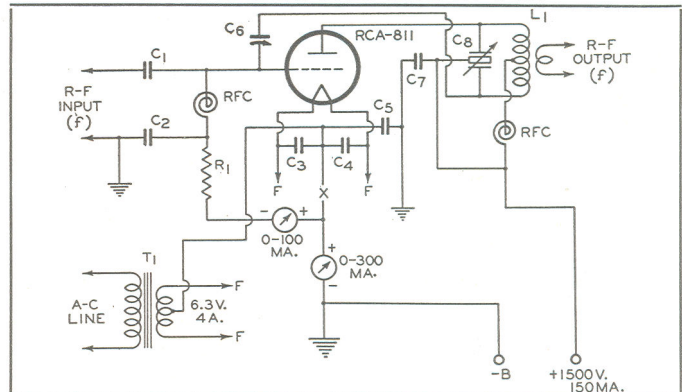 L1
C6
RCA-811
C8
C1
R-F
OUTPUT
(f)
C7
R-F
INPUT
(f)
RFC
C5
C2
RFC
R1
C3
C4
F
X
F
- +
0-100
MA.
+
0-300
MA.
-
T1
F
A-C
LINE
6.3V.
4A.
F
-B
+1500V.
150MA.